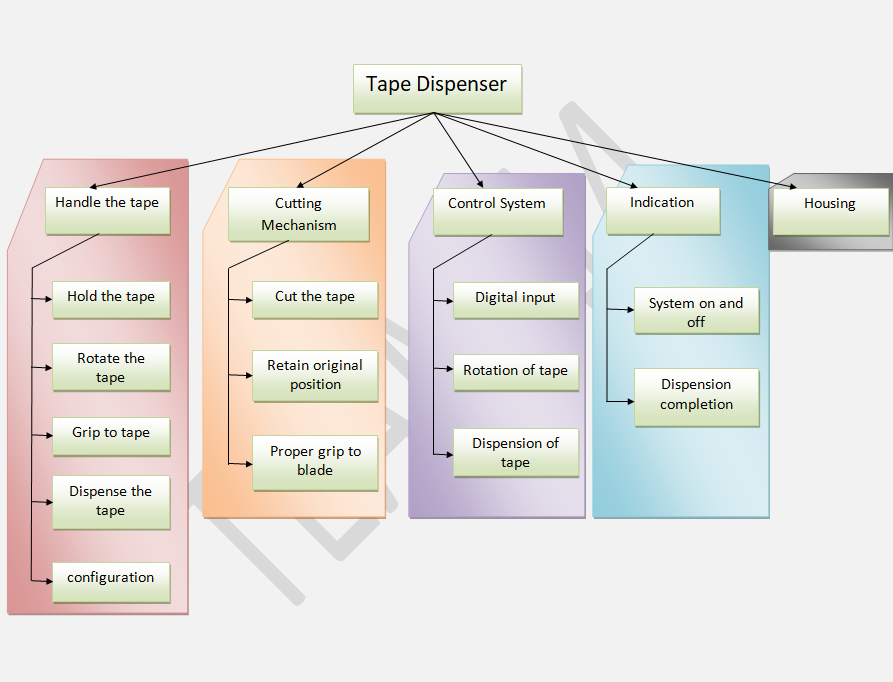 Tape Dispenser
Handle the tape
Hold the tape
Rotate the
tape
Grip to tape
Dispense the
tape
configuration
Cutting
Mechanism
Cut the tape
Retain original
position
Proper grip to
blade
Control System
Digital input
Rotation of tape
Dispension of
tape
Indication
System on and
off
Dispension
completion
Housing